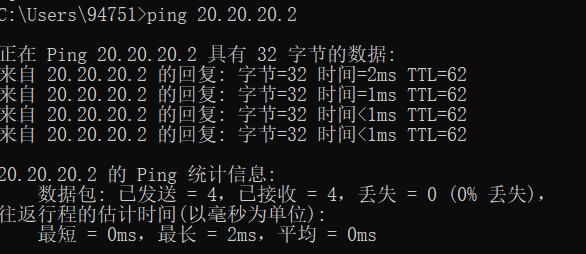 C:\Users\94751>ping 20.20.20.2
正在 Ping 20.20.20.2 具有 32 字节的数据:
来自 20.20.20.2 的回复: 字节=32 时间=2ms TTL=62
来自 20.20.20.2 的回复: 字节=32 时间=1ms TTL=62
来自 20.20.20.2 的回复: 字节=32 时间<1ms TTL=62
来自 20.20.20.2 的回复: 字节=32 时间<1ms TTL=62
20.20.20.2 的 Ping 统计信息:
数据包: 已发送 = 4，已接收 = 4，丢失 = 0 (0% 丢失)，
往返行程的估计时间(以毫秒为单位):
最短 = 0ms，最长 = 2ms，平均 = 0ms